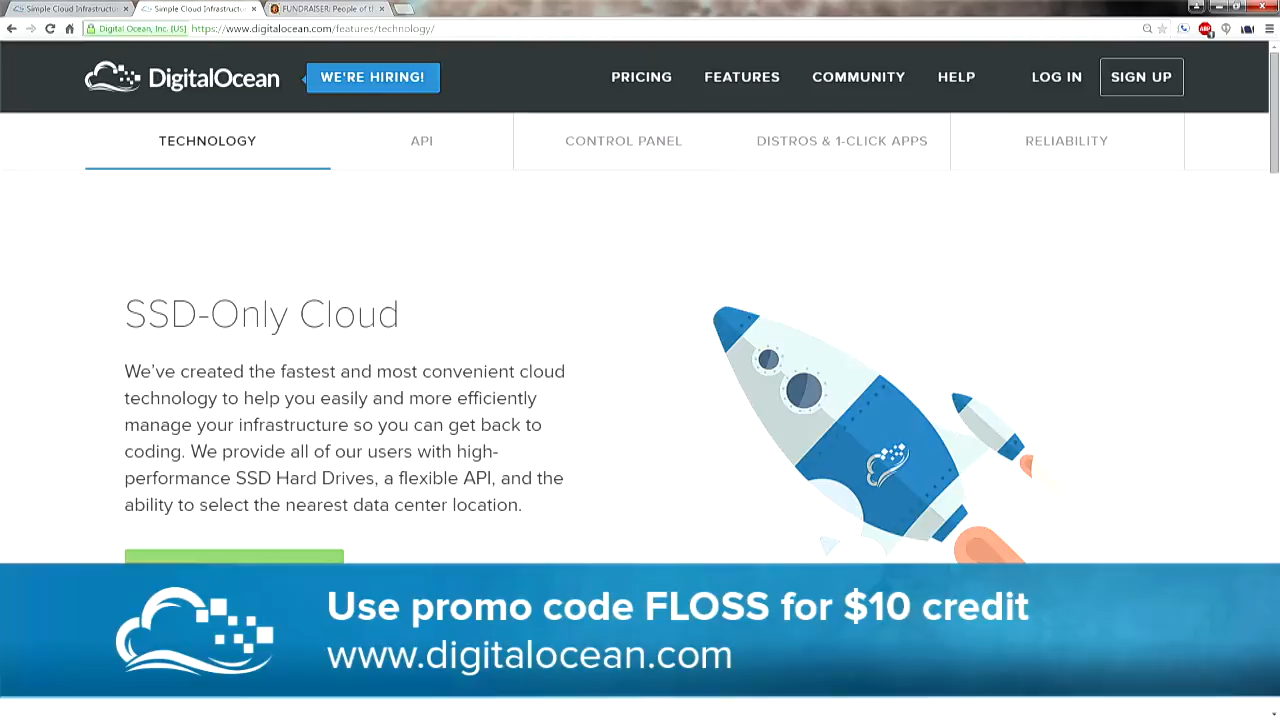 Simple Cloud Infrastructur
Simple Cloud Infrastructur
FUNDRAISER: People of th
Digital Ocean, Inc. [US]
https://www.digitalocean.com/features/technology/
ABP
DigitalOcean
WE'RE HIRING!
PRICING
FEATURES
COMMUNITY
HELP
LOG IN
SIGN UP
TECHNOLOGY
API
CONTROL PANEL
DISTROS & 1-CLICK APPS
RELIABILITY
SSD-Only Cloud
We've created the fastest and most convenient cloud
technology to help you easily and more efficiently
manage your infrastructure so you can get back to
coding. We provide all of our users with high-
performance SSD Hard Drives, a flexible API, and the
ability to select the nearest data center location.
Use promo code FLOSS for $10 credit
www.digitalocean.com